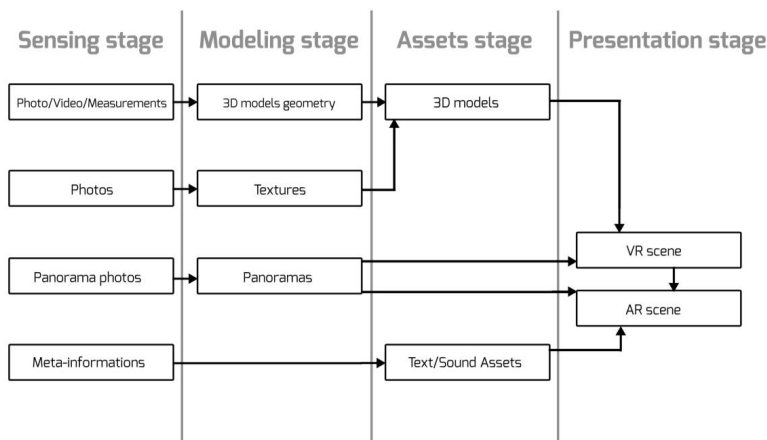 Sensing stage
Modeling stage
Assets stage
Presentation stage
Photo/Video/Measurements
3D models geometry
3D models
Photos
Textures
VR scene
Panorama photos
Panoramas
AR scene
Meta-informations
Text/Sound Assets